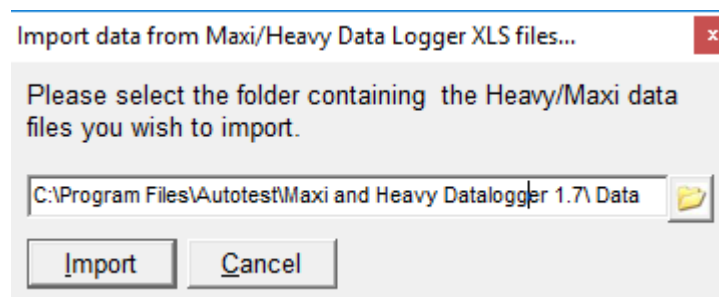 Import data from Maxi/Heavy Data Logger XLS files...
x
Please select the folder containing  the Heavy/Maxi data
files you wish to import.
C:\Program Files\Autotest\Maxi and Heavy Datalogger 1.7\ Data
Import
Cancel